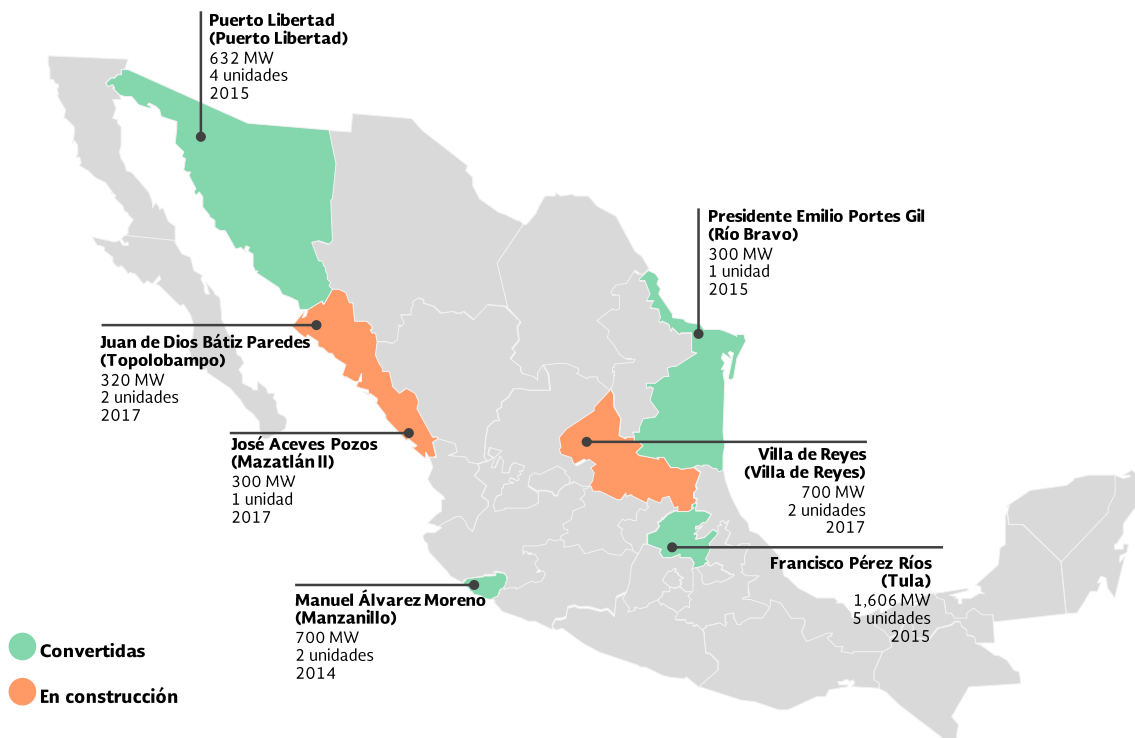 Puerto Libertad
(Puerto Libertad)
632 MW
4 unidades
2015
Presidente Emilio Portes Gil
(Río Bravo)
300 MW
1 unidad
2015
Juan de Dios Bátiz Paredes
(Topolobampo)
320 MW
2 unidades
2017
José Aceves Pozos
(Mazatlán II)
300 MW
1 unidad
2017
Villa de Reyes
(Villa de Reyes)
700 MW
2 unidades
2017
Francisco Pérez Ríos
(Tula)
1,606 MW
5 unidades
2015
Manuel Álvarez Moreno
(Manzanillo)
700 MW
2 unidades
2014
Convertidas
En construcción